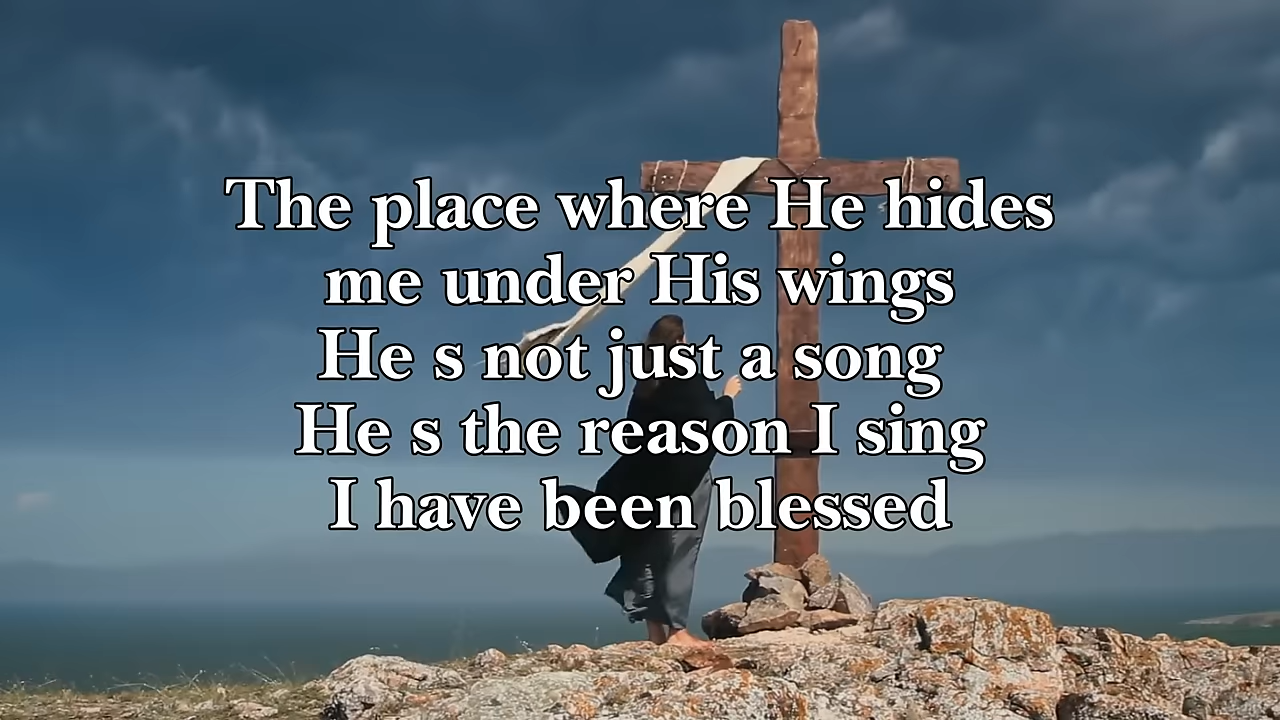 The place where He hides
me under His wings
He s not just a song
He s the reason I sing
I have been blessed